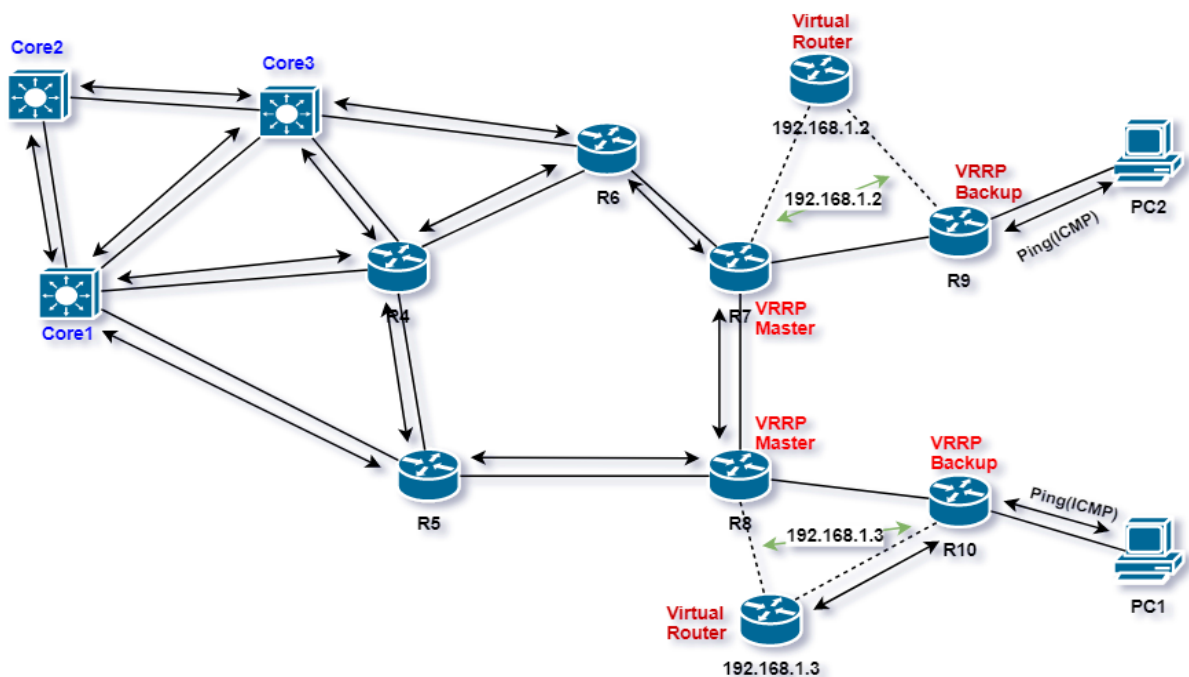 Virtual
Router
Core2
Core3
192.168.1.2
VRRP
Backup
R6
192.168.1.2
PC2
Ping(ICMP)
R9
R4
R7
Core1
VRRP
Master
VRRP
Master
VRRP
Backup
Ping(ICMP)
R5
R8
192.168.1.3
R10
PC1
Virtual
Router
192.168.1.3